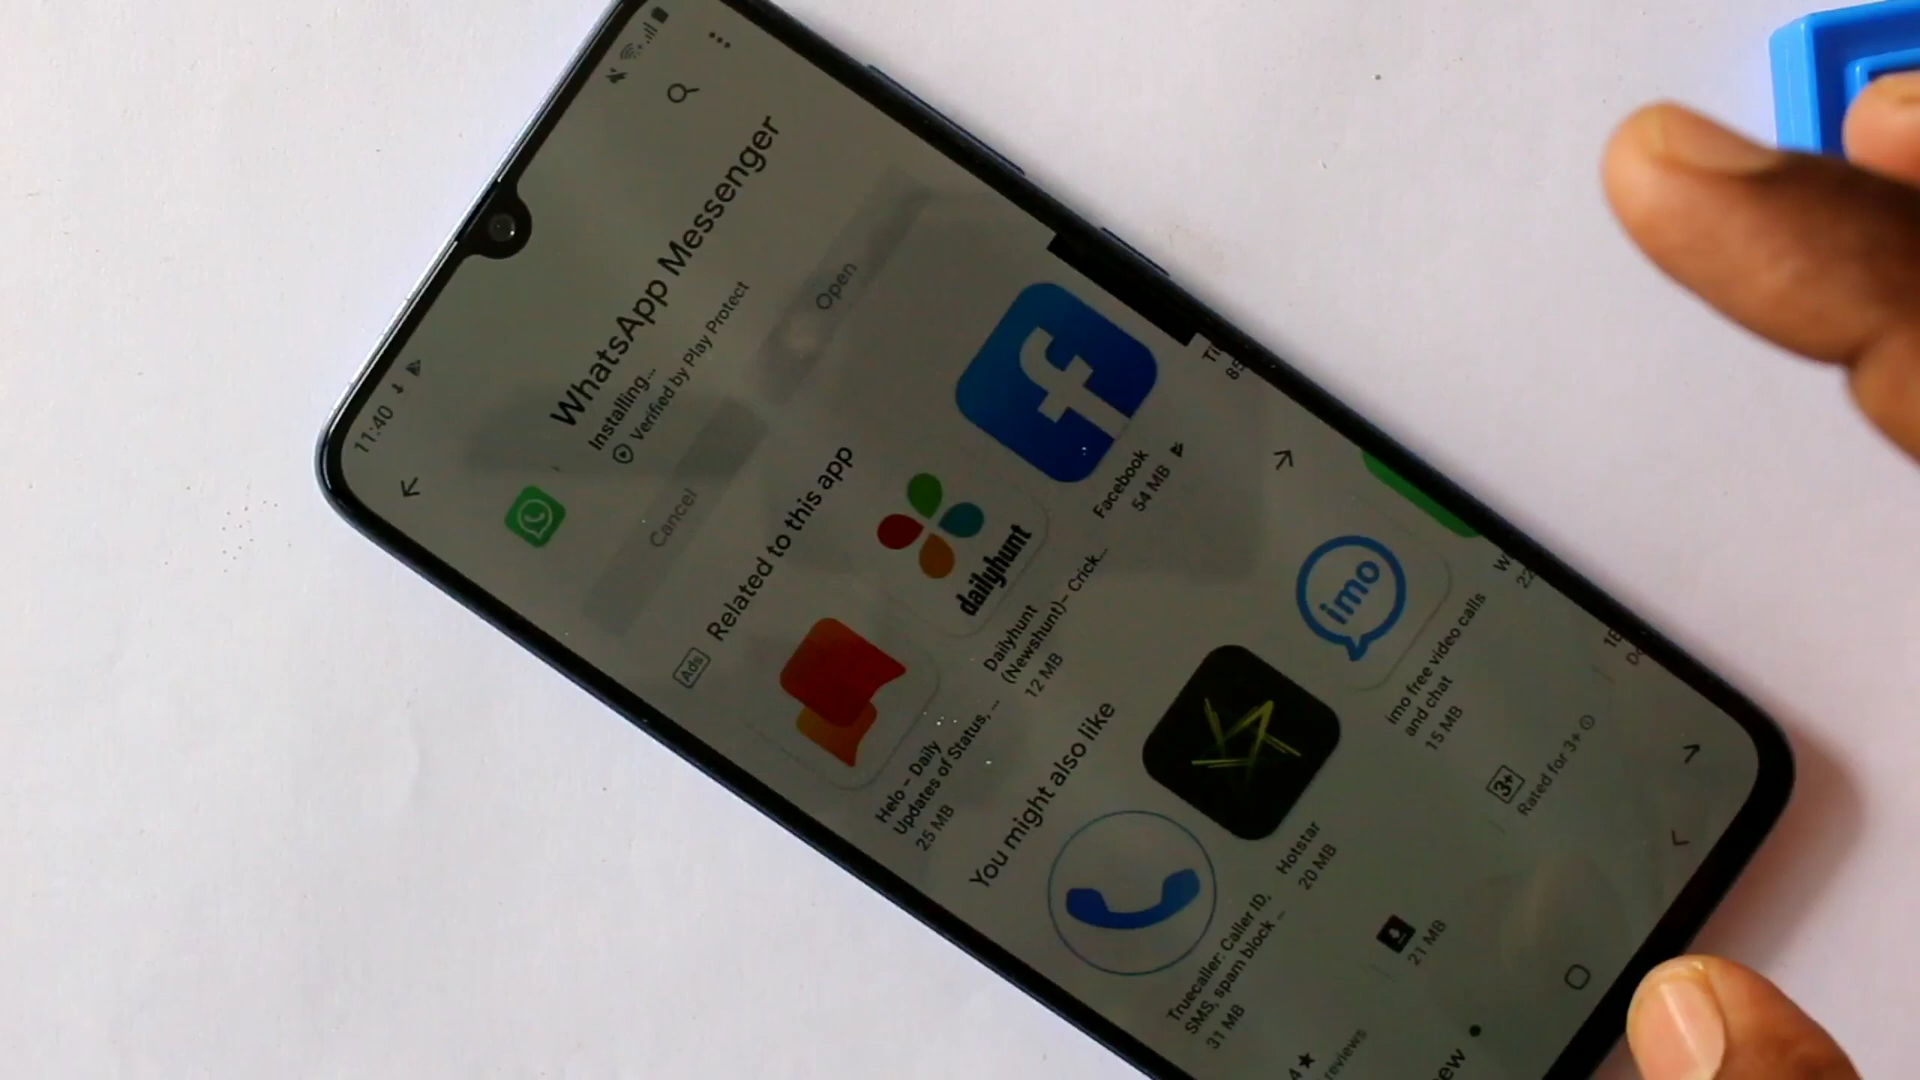 11:40
WhatsApp Messenger
Installing...
Verified by Play Protect
Cancel
Open
Ads
Related to this app
Helo - Daily
Updates of Status, ...
25 MB
dailyhunt
Dailyhunt
(Newshunt)– Crick...
12 MB
Facebook
54 MB
You might also like
Truecaller: Caller ID,
SMS, spam block ...
31 MB
Hotstar
20 MB
imo
imo free video calls
and chat
15 MB
reviews
21 MB
3+
Rated for 3+